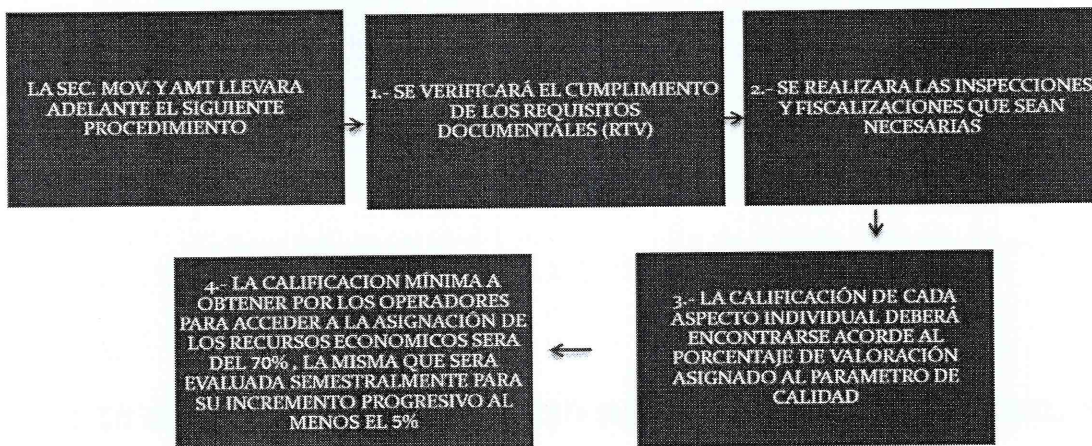 LA SEC. MOV. Y AMT LLEVARA
ADELANTE EL SIGUIENTE
PROCEDIMIENTO
1.- SE VERIFICARÁ EL CUMPLIMIENTO
DE LOS REQUISITOS
DOCUMENTALES (RTV)
2.- SE REALIZARA LAS INSPECCIONES
Y FISCALIZACIONES QUE SEAN
NECESARIAS
3.- LA CALIFICACIÓN DE CADA
ASPECTO INDIVIDUAL DEBERÁ
ENCONTRARSE ACORDE AL
PORCENTAJE DE VALORACIÓN
ASIGNADO AL PARAMETRO DE
CALIDAD
4.- LA CALIFICACION MÍNIMA A
OBTENER POR LOS OPERADORES
PARA ACCEDER A LA ASIGNACIÓN DE
LOS RECURSOS ECONOMICOS SERA
DEL 70% , LA MISMA QUE SERA
EVALUADA SEMESTRALMENTE PARA
SU INCREMENTO PROGRESIVO AL
MENOS EL 5%